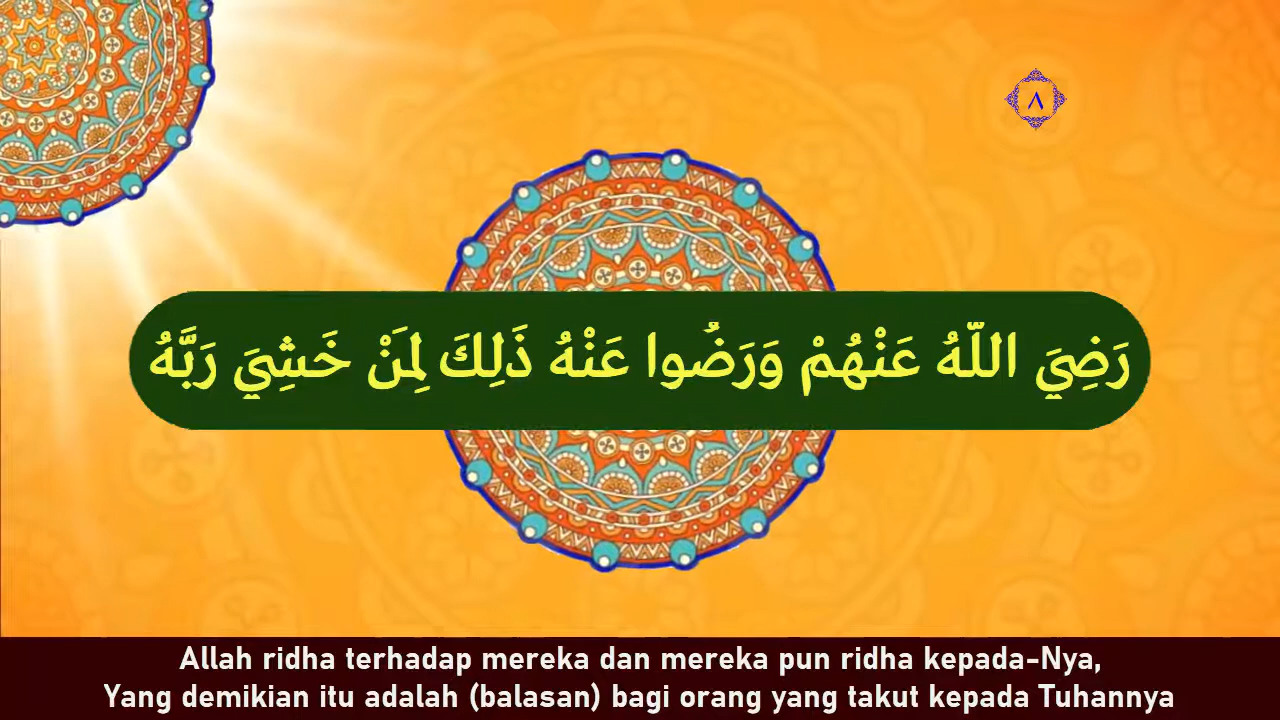 ٨
رَضِيَ اللّهُ عَنْهُمْ وَرَضُوا عَنْهُ ذَلِكَ لِمَنْ خَشِيَ رَبَّهُ
Allah ridha terhadap mereka dan mereka pun ridha kepada-Nya,
Yang demikian itu adalah (balasan) bagi orang yang takut kepada Tuhannya